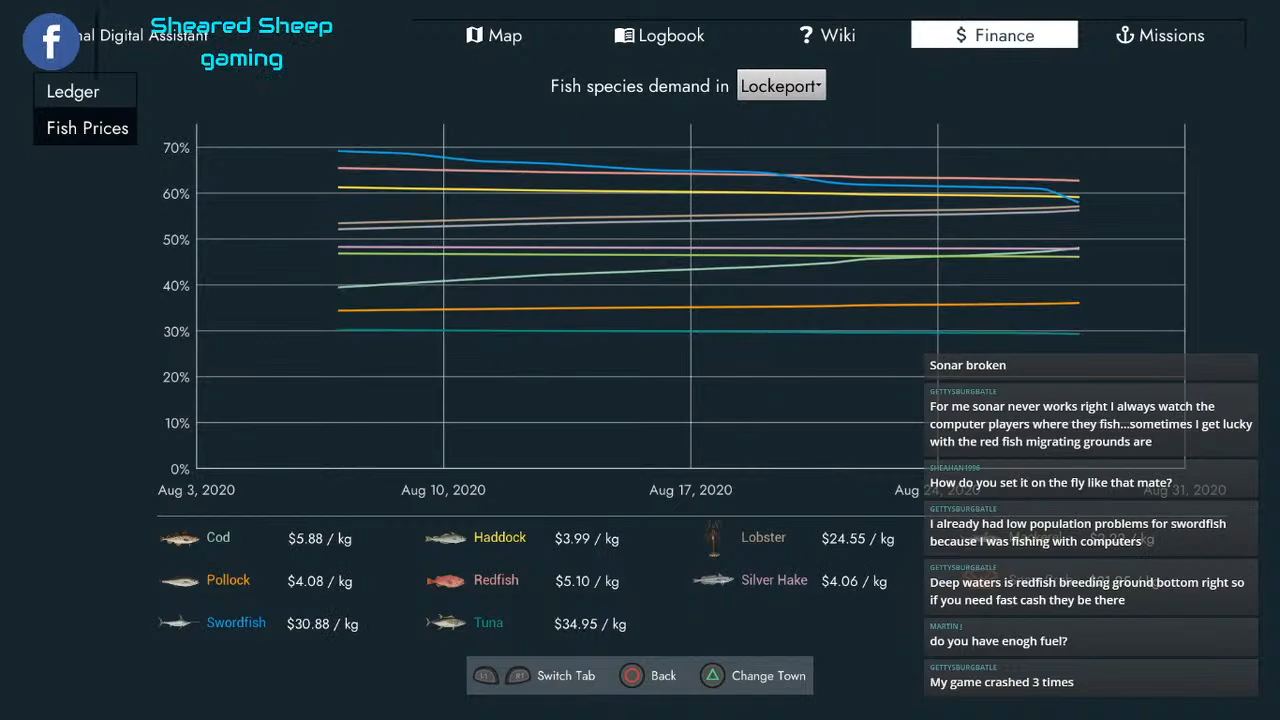 nal Digital Assistant
Sheared Sheep
gaming
Map
Logbook
? Wiki
$ Finance
Missions
Ledger
Fish Prices
Fish species demand in Lockeport
70%
60%
50%
40%
30%
20%
10%
0%
Aug 3, 2020
Aug 10, 2020
Aug 17, 2020
Aug 24, 2020
Aug 31, 2020
Cod $5.88 / kg
Haddock $3.99 / kg
Lobster $24.55 / kg
Pollock $4.08 / kg
Redfish $5.10 / kg
Silver Hake $4.06 / kg
Swordfish $30.88 / kg
Tuna $34.95 / kg
Sonar broken
GETTYSBURGBATLE
For me sonar never works right I always watch the
computer players where they fish...sometimes I get lucky
with the red fish migrating grounds are
SHEAHAN1996
How do you set it on the fly like that mate?
GETTYSBURGBATLE
I already had low population problems for swordfish
because I was fishing with computers
GETTYSBURGBATLE
Deep waters is redfish breeding ground bottom right so
if you need fast cash they be there
MARTIN J
do you have enogh fuel?
GETTYSBURGBATLE
My game crashed 3 times
L1 R1 Switch Tab
Back
Change Town